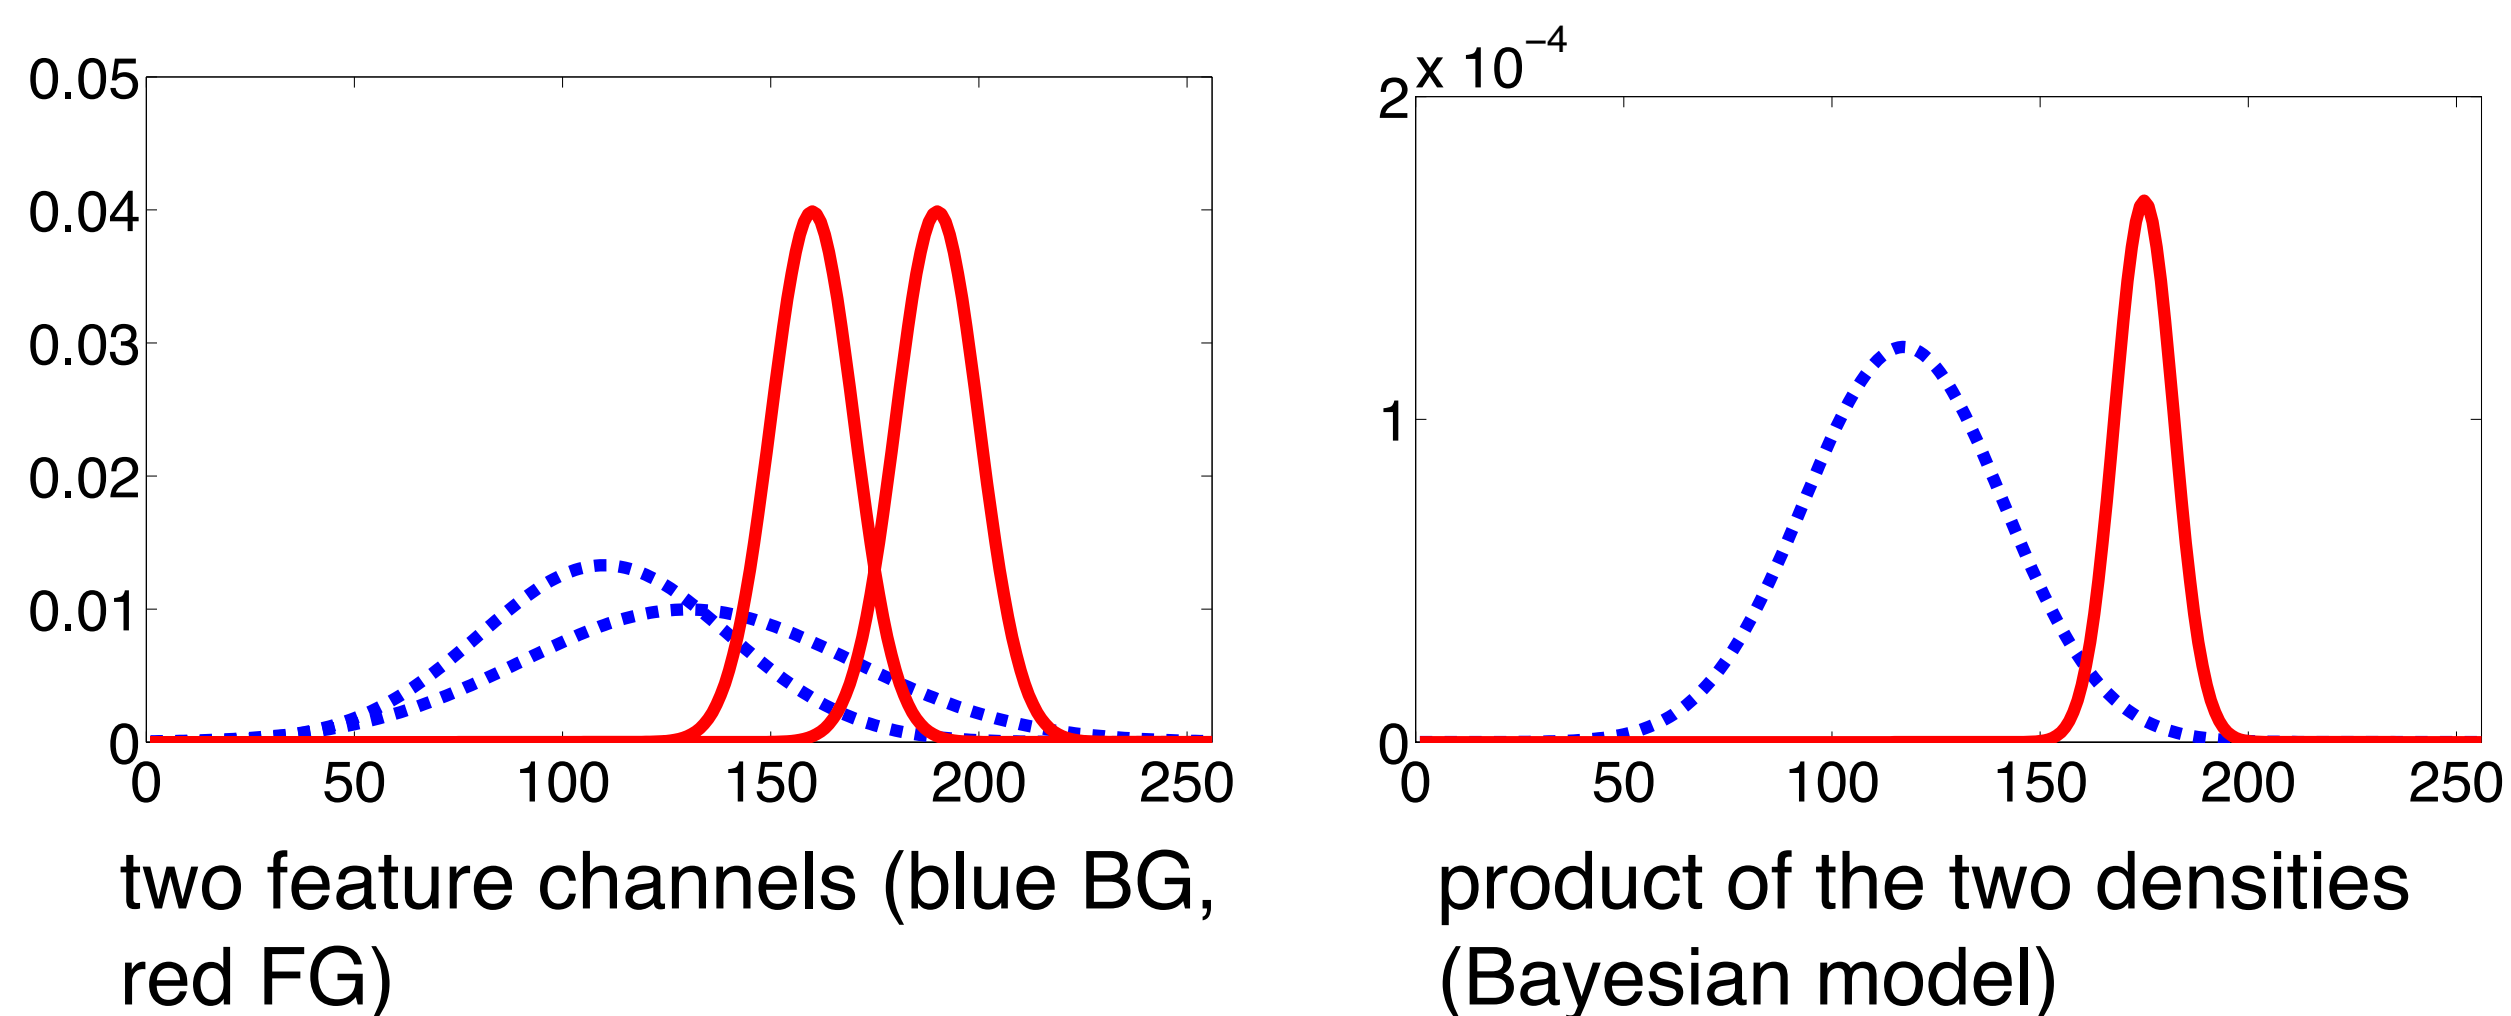 0.05
0.04
0.03
0.02
0.01
0
0 50 100 150 200 250
two feature channels (blue BG,
red FG)
x 10−4
2
1
0
0 50 100 150 200 250
product of the two densities
(Bayesian model)